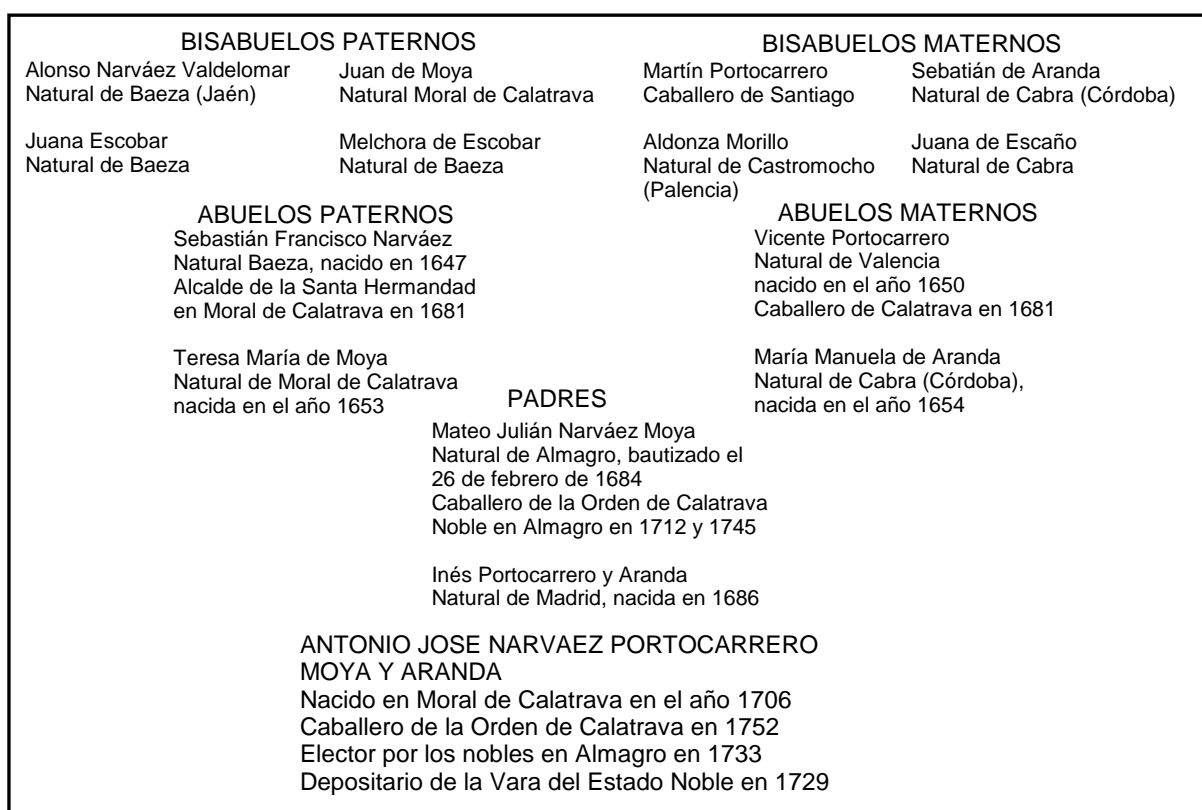 BISABUELOS PATERNOS
Alonso Narváez Valdelomar
Natural de Baeza (Jaén)
Juana Escobar
Natural de Baeza
Juan de Moya
Natural Moral de Calatrava
Melchora de Escobar
Natural de Baeza
BISABUELOS MATERNOS
Martín Portocarrero
Caballero de Santiago
Aldonza Morillo
Natural de Castromocho
(Palencia)
Sebatián de Aranda
Natural de Cabra (Córdoba)
Juana de Escaño
Natural de Cabra
ABUELOS PATERNOS
Sebastián Francisco Narváez
Natural Baeza, nacido en 1647
Alcalde de la Santa Hermandad
en Moral de Calatrava en 1681
Teresa María de Moya
Natural de Moral de Calatrava
nacida en el año 1653
ABUELOS MATERNOS
Vicente Portocarrero
Natural de Valencia
nacido en el año 1650
Caballero de Calatrava en 1681
María Manuela de Aranda
Natural de Cabra (Córdoba),
nacida en el año 1654
PADRES
Mateo Julián Narváez Moya
Natural de Almagro, bautizado el
26 de febrero de 1684
Caballero de la Orden de Calatrava
Noble en Almagro en 1712 y 1745
Inés Portocarrero y Aranda
Natural de Madrid, nacida en 1686
ANTONIO JOSE NARVAEZ PORTOCARRERO
MOYA Y ARANDA
Nacido en Moral de Calatrava en el año 1706
Caballero de la Orden de Calatrava en 1752
Elector por los nobles en Almagro en 1733
Depositario de la Vara del Estado Noble en 1729